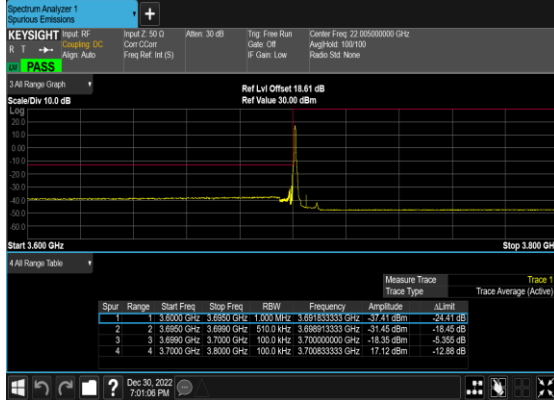 Spectrum Analyzer 1
Spurious Emissions
+
KEYSIGHT Input: RF Input Z: 50 Ω Atten: 30 dB Trig: Free Run Center Freq: 22.005000000 GHz
R T Coupling: DC Corr CCorr Gate: Off Avg|Hold: 100/100
Align: Auto Freq Ref: Int (S) IF Gain: Low Radio Std: None
PASS
3 All Range Graph
Ref Lvl Offset 18.61 dB
Scale/Div 10.0 dB Ref Value 30.00 dBm
Log
20.0
10.0
0.00
-10.0
-20.0
-30.0
-40.0
-50.0
-60.0
Start 3.600 GHz Stop 3.800 GH
4 All Range Table
Measure Trace Trace 1
Trace Type Trace Average (Active)
Spur Range Start Freq Stop Freq RBW Frequency Amplitude ΔLimit
1 1 3.6000 GHz 3.6950 GHz 1.000 MHz 3.691833333 GHz -37.41 dBm -24.41 dB
2 2 3.6950 GHz 3.6990 GHz 510.0 kHz 3.698913333 GHz -31.45 dBm -18.45 dB
3 3 3.6990 GHz 3.7000 GHz 100.0 kHz 3.700000000 GHz -18.35 dBm -5.355 dB
4 4 3.7000 GHz 3.8000 GHz 100.0 kHz 3.700833333 GHz 17.12 dBm -12.88 dB
? Dec 30, 2022
7:01:06 PM